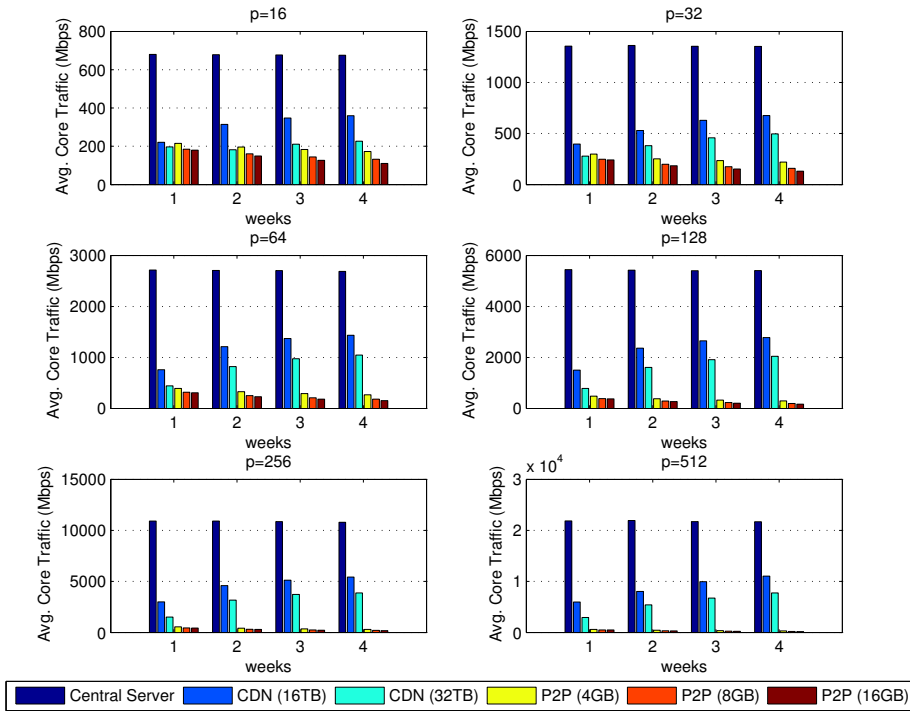 p=16
Avg. Core Traffic (Mbps)
800
600
400
200
0
1 2 3 4
weeks
p=32
Avg. Core Traffic (Mbps)
1500
1000
500
0
1 2 3 4
weeks
p=64
Avg. Core Traffic (Mbps)
3000
2000
1000
0
1 2 3 4
weeks
p=128
Avg. Core Traffic (Mbps)
6000
4000
2000
0
1 2 3 4
weeks
p=256
Avg. Core Traffic (Mbps)
15000
10000
5000
0
1 2 3 4
weeks
p=512
x 10^4
Avg. Core Traffic (Mbps)
3
2
1
0
1 2 3 4
weeks
Central Server CDN (16TB) CDN (32TB) P2P (4GB) P2P (8GB) P2P (16GB)